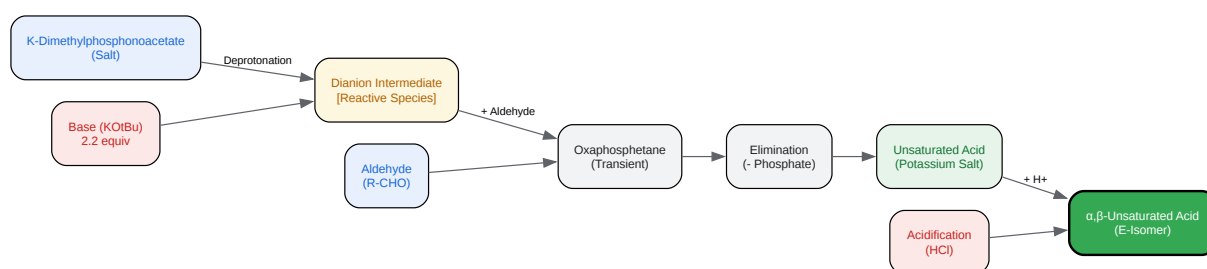 K-Dimethylphosphonoacetate
(Salt)
Deprotonation
Base (KOtBu)
2.2 equiv
Dianion Intermediate
[Reactive Species]
+ Aldehyde
Aldehyde
(R-CHO)
Oxaphosphetane
(Transient)
Elimination
(- Phosphate)
Unsaturated Acid
(Potassium Salt)
+ H+
Acidification
(HCl)
α,β-Unsaturated Acid
(E-Isomer)